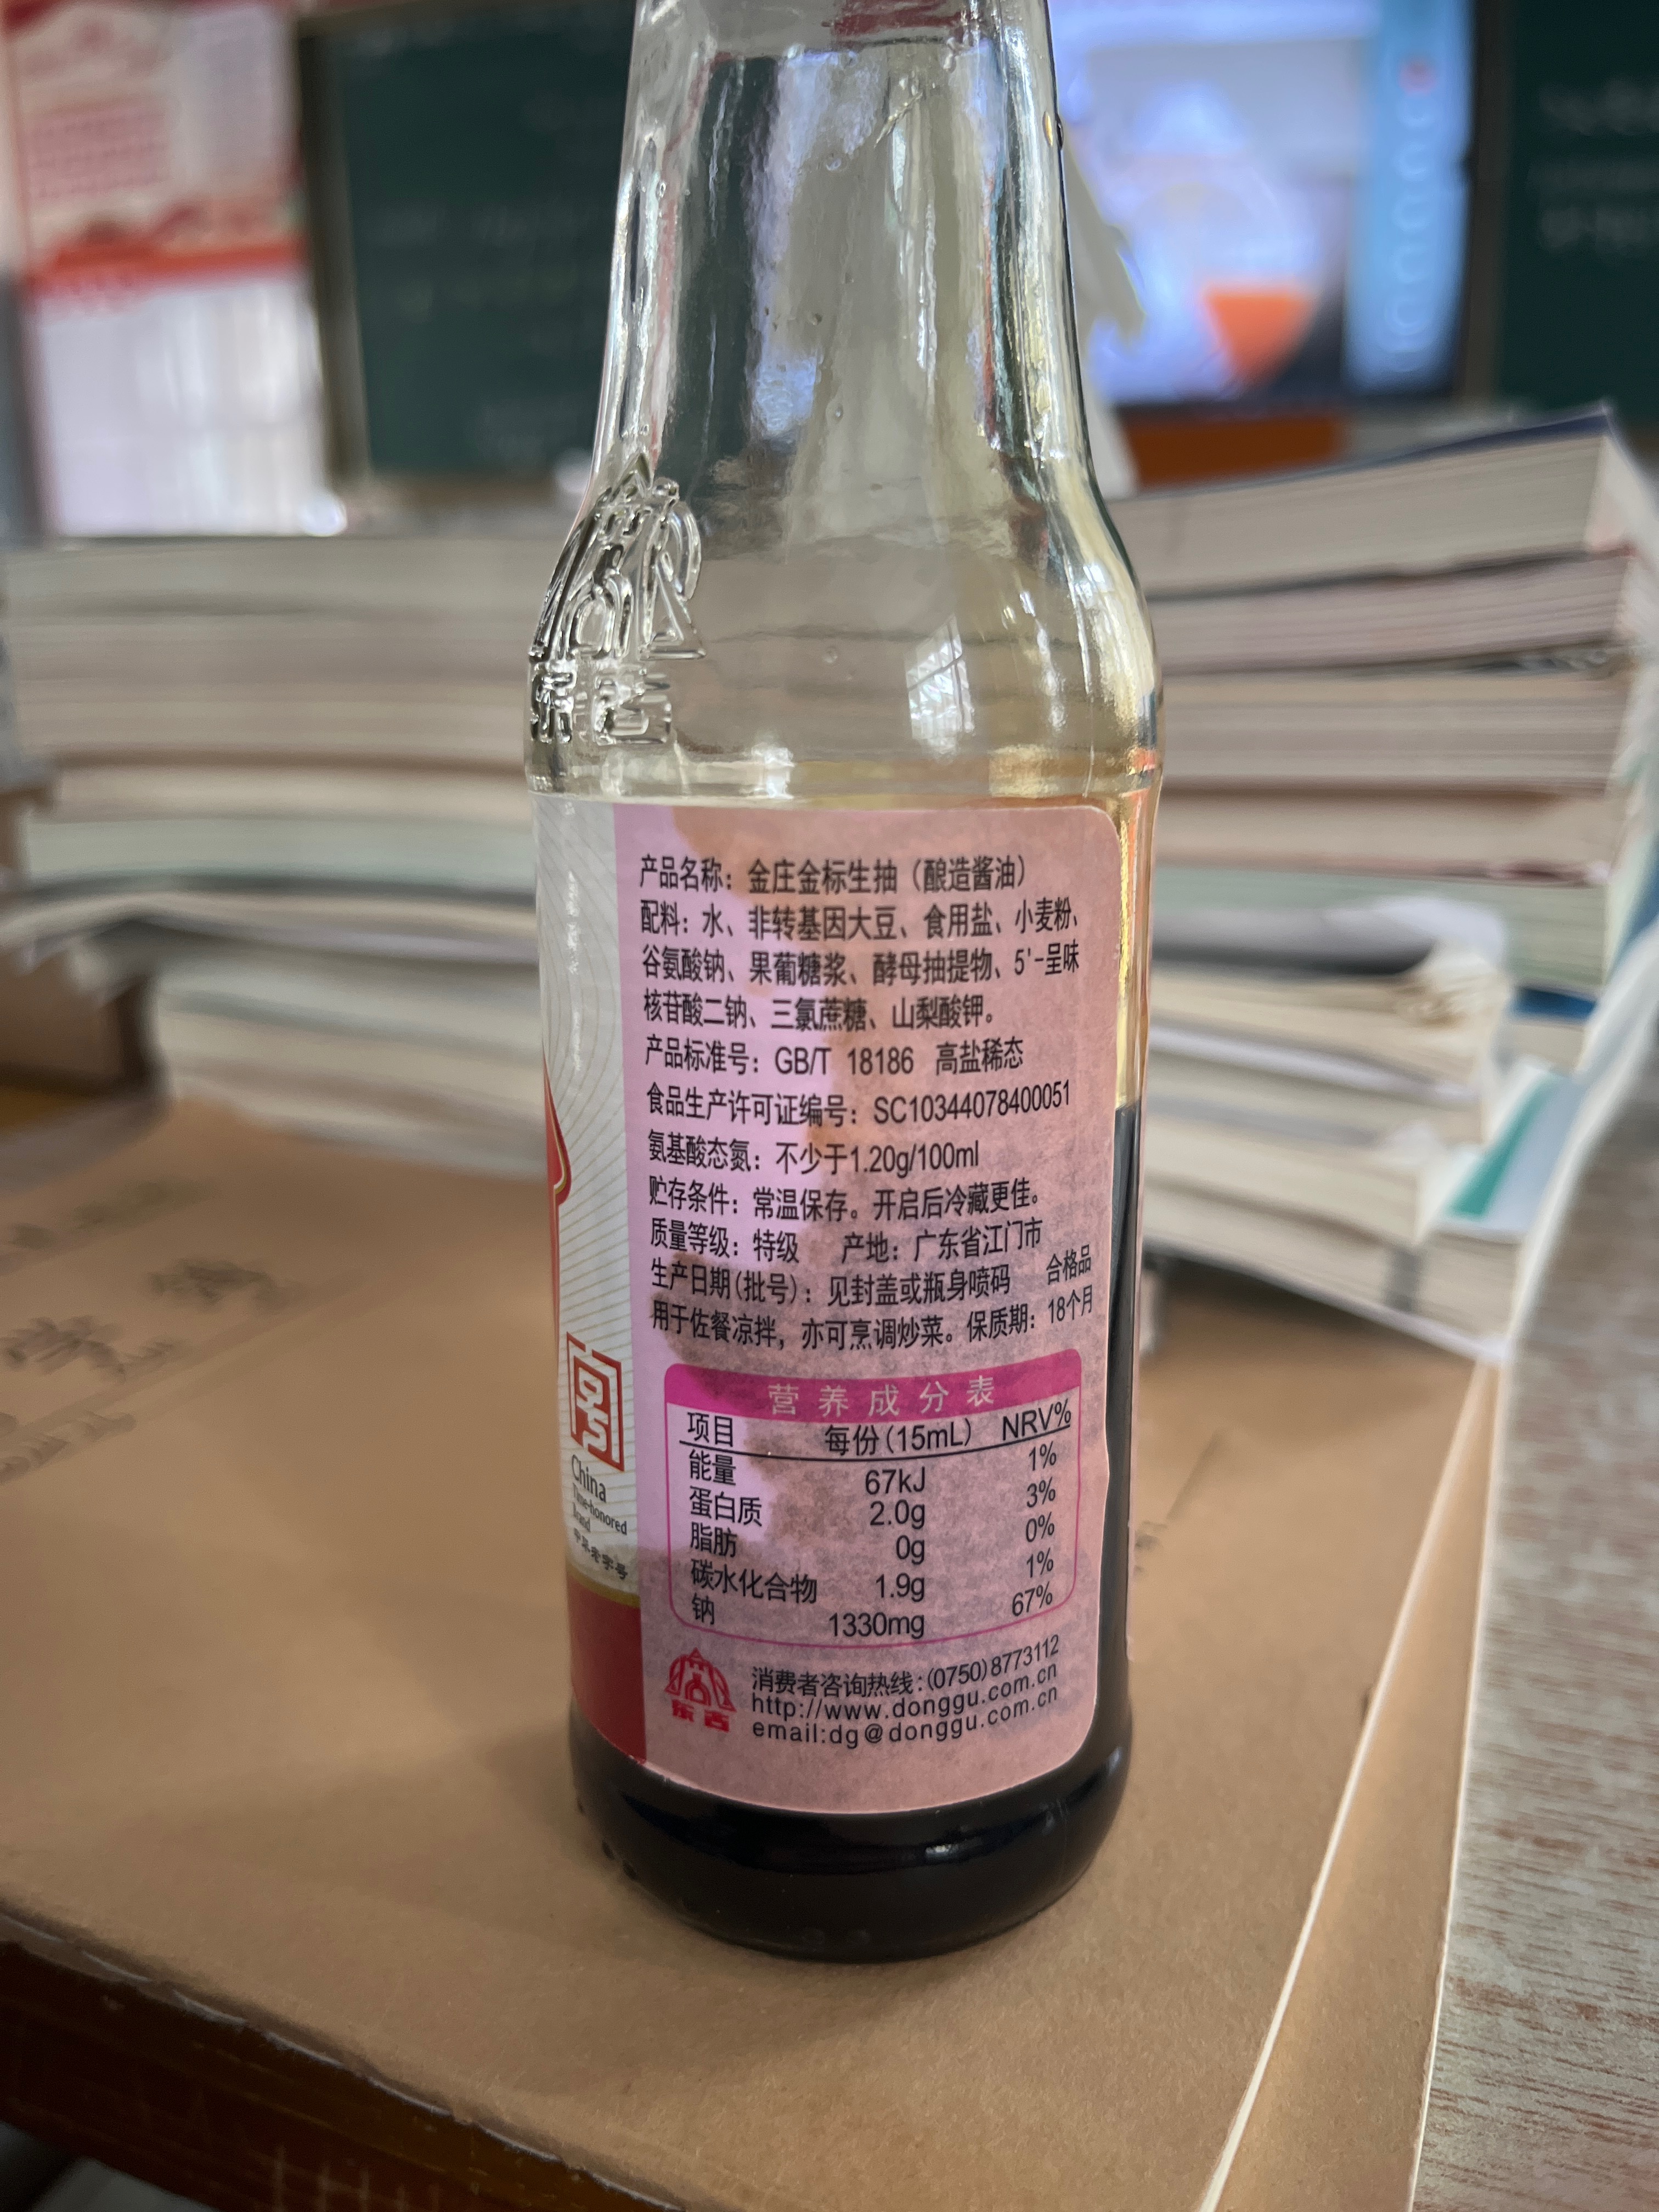 东古
产品名称：金庄金标生抽（酿造酱油）
配料：水、非转基因大豆、食用盐、小麦粉、
谷氨酸钠、果葡糖浆、酵母抽提物、5'-呈味
核苷酸二钠、三氯蔗糖、山梨酸钾。
产品标准号：GB/T 18186 高盐稀态
食品生产许可证编号：SC10344078400051
氨基酸态氮：不少于1.20g/100ml
贮存条件：常温保存。开启后冷藏更佳。
质量等级：特级 产地：广东省江门市
生产日期(批号)：见封盖或瓶身喷码 合格品
用于佐餐凉拌，亦可烹调炒菜。保质期：18个月
营养成分表
项目 每份(15mL) NRV%
能量 67kJ 1%
蛋白质 2.0g 3%
脂肪 0g 0%
碳水化合物 1.9g 1%
钠 1330mg 67%
东古
消费者咨询热线:(0750)8773112
http://www.donggu.com.cn
email:dg@donggu.com.cn
China
Time-honored
Brand
中华老字号